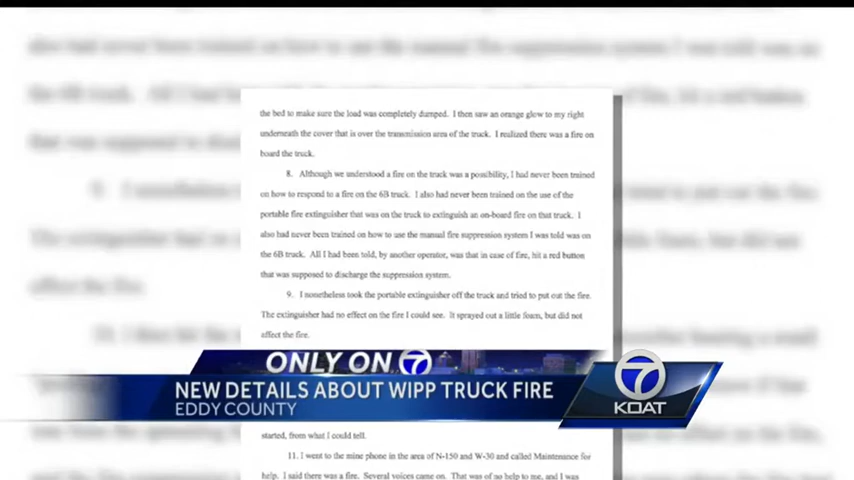 the bed to make sure the load was completely dumped. I then saw an orange glow to my right
underneath the cover that is over the transmission area of the truck. I realized there was a fire on
board the truck.
8. Although we understood a fire on the truck was a possibility, I had never been trained
on how to respond to a fire on the 6B truck. I also had never been trained on the use of the
portable fire extinguisher that was on the truck to extinguish an on-board fire on that truck. I
also had never been trained on how to use the manual fire suppression system I was told was on
the 6B truck. All I had been told, by another operator, was that in case of fire, hit a red button
that was supposed to discharge the suppression system.
9. I nonetheless took the portable extinguisher off the truck and tried to put out the fire.
The extinguisher had no effect on the fire I could see. It sprayed out a little foam, but did not
affect the fire.
ONLY ON 7
NEW DETAILS ABOUT WIPP TRUCK FIRE
EDDY COUNTY
7
KOAT
started, from what I could tell.
11. I went to the mine phone in the area of N-150 and W-30 and called Maintenance for
help. I said there was a fire. Several voices came on. That was of no help to me, and I was